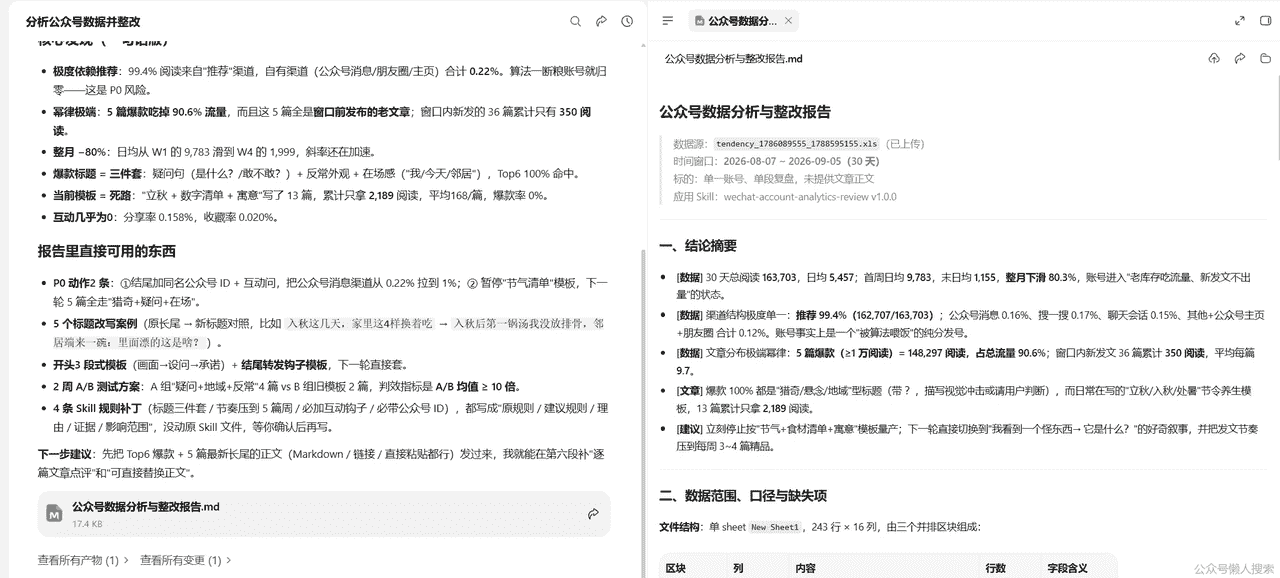 分析公众号数据并整改
极度依赖推荐：99.4% 阅读来自"推荐"渠道，自有渠道（公众号消息/朋友圈/主页）合计 0.22%。算法一断粮账号就归
零——这是 P0 风险。
幂律极端：5 篇爆款吃掉 90.6% 流量，而且这 5 篇全是窗口前发布的老文章；窗口内新发的 36 篇累计只有 350 阅
读。
整月 −80%：日均从 W1 的 9,783 滑到 W4 的 1,999，斜率还在加速。
爆款标题 = 三件套：疑问句（是什么？/敢不敢？）+ 反常外观 + 在场感（"我/今天/邻居"），Top6 100% 命中。
当前模板 = 死路："立秋 + 数字清单 + 寓意"写了 13 篇，累计只拿 2,189 阅读，平均168/篇，爆款率 0%。
互动几乎为0：分享率 0.158%，收藏率 0.020%。
报告里直接可用的东西
P0 动作2 条：①结尾加同名公众号 ID + 互动问，把公众号消息渠道从 0.22% 拉到 1%；② 暂停"节气清单"模板，下一
轮 5 篇全走"猎奇+疑问+在场"。
5 个标题改写案例（原长尾 → 新标题对照，比如 入秋这几天，家里这4样换着吃 → 入秋后第一锅汤我没放排骨，邻
居端来一碗：里面漂的这是啥？）。
开头3 段式模板（画面→设问→承诺）+ 结尾转发钩子模板，下一轮直接套。
2 周 A/B 测试方案：A 组"疑问+地域+反常"4 篇 vs B 组旧模板 2 篇，判效指标是 A/B 均值 ≥ 10 倍。
4 条 Skill 规则补丁（标题三件套 / 节奏压到 5 篇周 / 必加互动钩子 / 必带公众号 ID），都写成"原规则 / 建议规则 / 理
由 / 证据 / 影响范围"，没动原 Skill 文件，等你确认后再写。
下一步建议：先把 Top6 爆款 + 5 篇最新长尾的正文（Markdown / 链接 / 直接粘贴都行）发过来，我就能在第六段补"逐
篇文章点评"和"可直接替换正文"。
公众号数据分析与整改报告.md
17.4 KB
查看所有产物 (1) >
查看所有变更 (1) >
公众号数据分...
公众号数据分析与整改报告.md
公众号数据分析与整改报告
数据源：tendency_1786089555_1788595155.xls（已上传）
时间窗口：2026-08-07 ~ 2026-09-05（30 天）
标的：单一账号、单段复盘，未提供文章正文
应用 Skill：wechat-account-analytics-review v1.0.0
一、结论摘要
[数据] 30 天总阅读 163,703，日均 5,457；首周日均 9,783，末日均 1,155，整月下滑 80.3%，账号进入"老库存吃流量、新发文不出
量"的状态。
[数据] 渠道结构极度单一：推荐 99.4%（162,707/163,703）；公众号消息 0.16%、搜一搜 0.17%、聊天会话 0.15%、其他+公众号主页
+朋友圈 合计 0.12%。账号事实上是一个"被算法喂饭"的纯分发号。
[数据] 文章分布极端幂律：5 篇爆款（≥1 万阅读）= 148,297 阅读，占总流量 90.6%；窗口内新发文 36 篇累计 350 阅读，平均每篇
9.7。
[文章] 爆款 100% 都是"猎奇/悬念/地域"型标题（带 ？，描写视觉冲击或请用户判断），而日常在写的"立秋/入秋/处暑"节令养生模
板，13 篇累计只拿 2,189 阅读。
[建议] 立刻停止按"节气+食材清单+寓意"模板量产；下一轮直接切换到"我看到一个怪东西→ 它是什么？"的好奇叙事，并把发文节奏
压到每周 3~4 篇精品。
二、数据范围、口径与缺失项
文件结构：单 sheet New Sheet1，243 行 × 16 列，由三个并排区块组成：
区块 列 内容 行数 字段含义
公众号懒人搜索